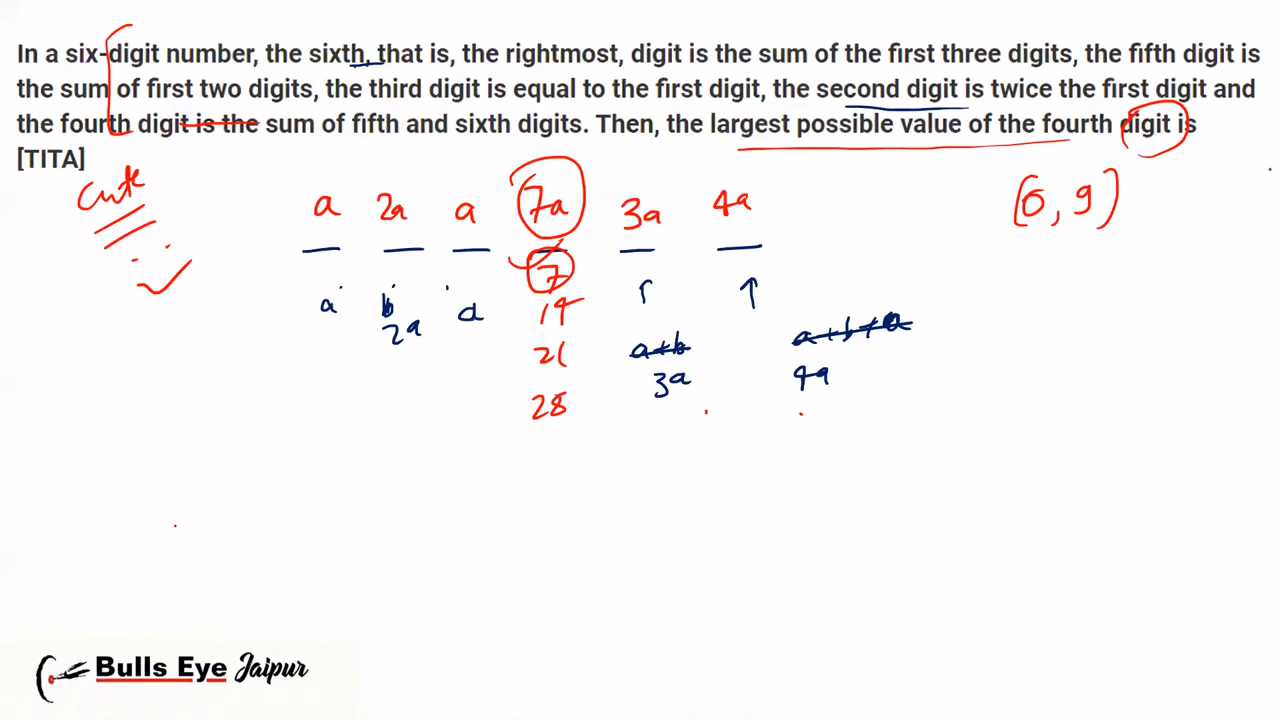 In a six-digit number, the sixth, that is, the rightmost, digit is the sum of the first three digits, the fifth digit is
the sum of first two digits, the third digit is equal to the first digit, the second digit is twice the first digit and
the fourth digit is the sum of fifth and sixth digits. Then, the largest possible value of the fourth digit is
[TITA]
Cute
a 2a a 7a 3a 4a [0, 9]
7
a b a
2a
14
21
a+b a+b+a
3a 4a
28
Bulls Eye Jaipur